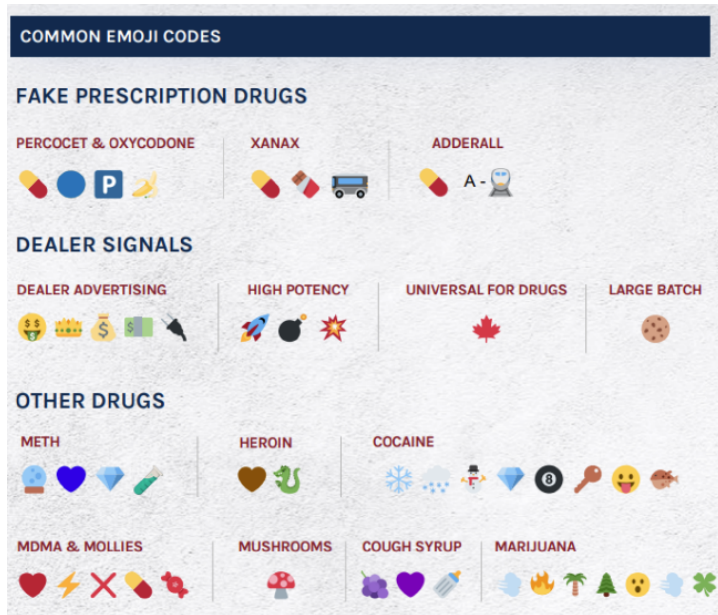 COMMON EMOJI CODES
FAKE PRESCRIPTION DRUGS
PERCOCET & OXYCODONE XANAX ADDERALL
P A -
DEALER SIGNALS
DEALER ADVERTISING HIGH POTENCY UNIVERSAL FOR DRUGS LARGE BATCH
$ $ $ $
OTHER DRUGS
METH HEROIN COCAINE
8
MDMA & MOLLIES MUSHROOMS COUGH SYRUP MARIJUANA